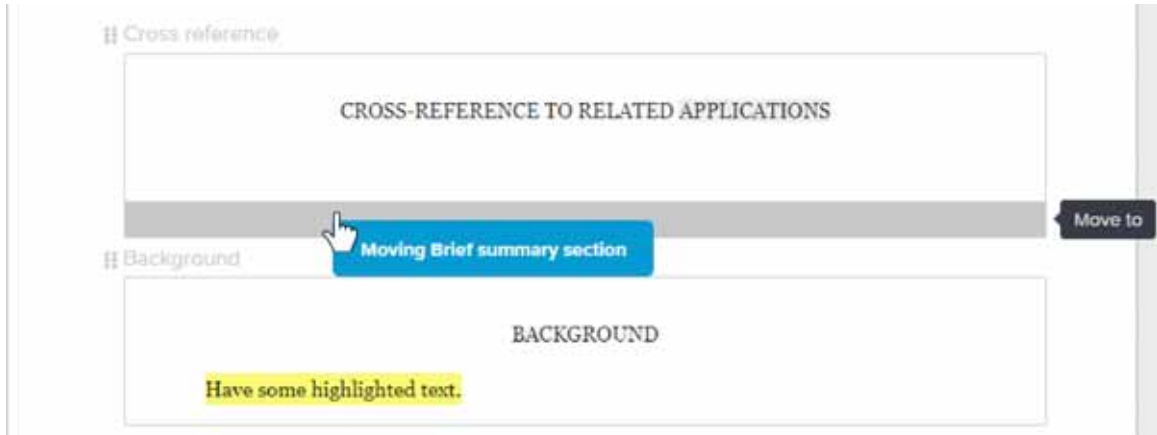 Cross reference
CROSS-REFERENCE TO RELATED APPLICATIONS
Move to
Moving Brief summary section
Background
BACKGROUND
Have some highlighted text.